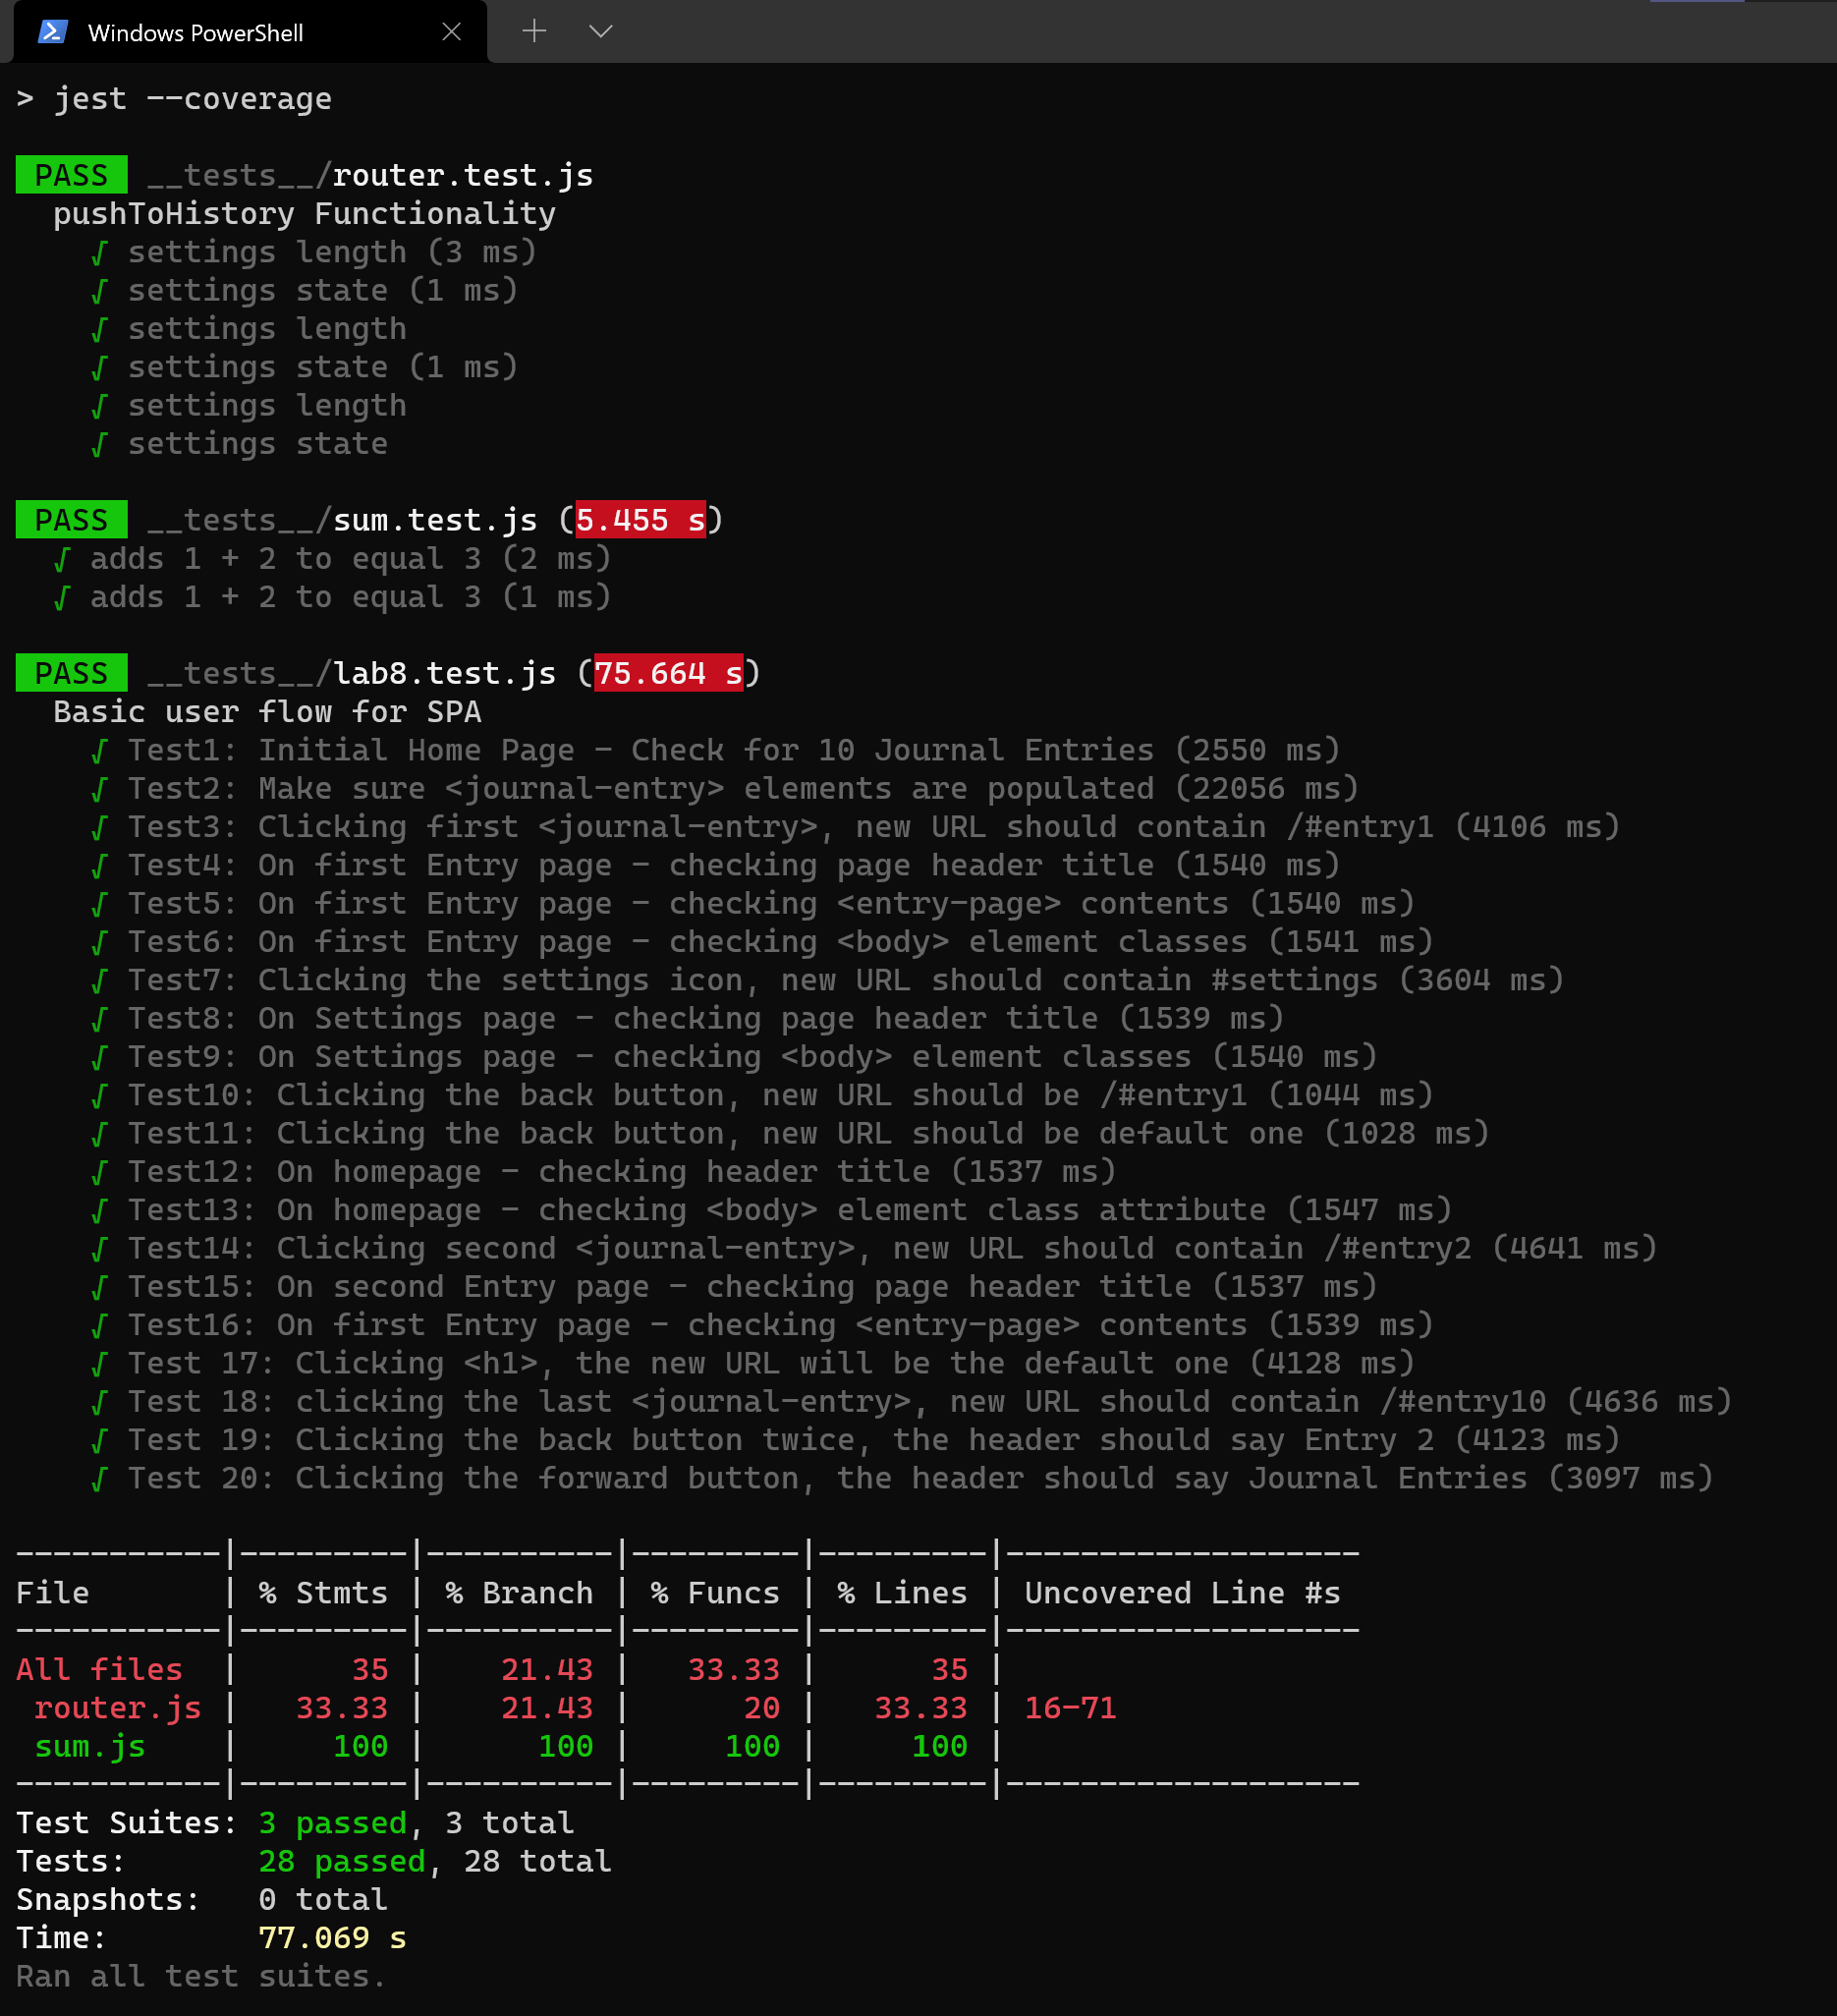 Windows PowerShell
> jest --coverage
PASS __tests__/router.test.js
pushToHistory Functionality
√ settings length (3 ms)
√ settings state (1 ms)
√ settings length
√ settings state (1 ms)
√ settings length
√ settings state
PASS __tests__/sum.test.js (5.455 s)
√ adds 1 + 2 to equal 3 (2 ms)
√ adds 1 + 2 to equal 3 (1 ms)
PASS __tests__/lab8.test.js (75.664 s)
Basic user flow for SPA
√ Test1: Initial Home Page - Check for 10 Journal Entries (2550 ms)
√ Test2: Make sure <journal-entry> elements are populated (22056 ms)
√ Test3: Clicking first <journal-entry>, new URL should contain /#entry1 (4106 ms)
√ Test4: On first Entry page - checking page header title (1540 ms)
√ Test5: On first Entry page - checking <entry-page> contents (1540 ms)
√ Test6: On first Entry page - checking <body> element classes (1541 ms)
√ Test7: Clicking the settings icon, new URL should contain #settings (3604 ms)
√ Test8: On Settings page - checking page header title (1539 ms)
√ Test9: On Settings page - checking <body> element classes (1540 ms)
√ Test10: Clicking the back button, new URL should be /#entry1 (1044 ms)
√ Test11: Clicking the back button, new URL should be default one (1028 ms)
√ Test12: On homepage - checking header title (1537 ms)
√ Test13: On homepage - checking <body> element class attribute (1547 ms)
√ Test14: Clicking second <journal-entry>, new URL should contain /#entry2 (4641 ms)
√ Test15: On second Entry page - checking page header title (1537 ms)
√ Test16: On first Entry page - checking <entry-page> contents (1539 ms)
√ Test 17: Clicking <h1>, the new URL will be the default one (4128 ms)
√ Test 18: clicking the last <journal-entry>, new URL should contain /#entry10 (4636 ms)
√ Test 19: Clicking the back button twice, the header should say Entry 2 (4123 ms)
√ Test 20: Clicking the forward button, the header should say Journal Entries (3097 ms)
-----------|---------|----------|---------|---------|-------------------
File       | % Stmts | % Branch | % Funcs | % Lines | Uncovered Line #s
-----------|---------|----------|---------|---------|-------------------
All files  |      35 |    21.43 |   33.33 |      35 |
 router.js |   33.33 |    21.43 |      20 |   33.33 | 16-71
 sum.js    |     100 |      100 |     100 |     100 |
-----------|---------|----------|---------|---------|-------------------
Test Suites: 3 passed, 3 total
Tests:       28 passed, 28 total
Snapshots:   0 total
Time:        77.069 s
Ran all test suites.